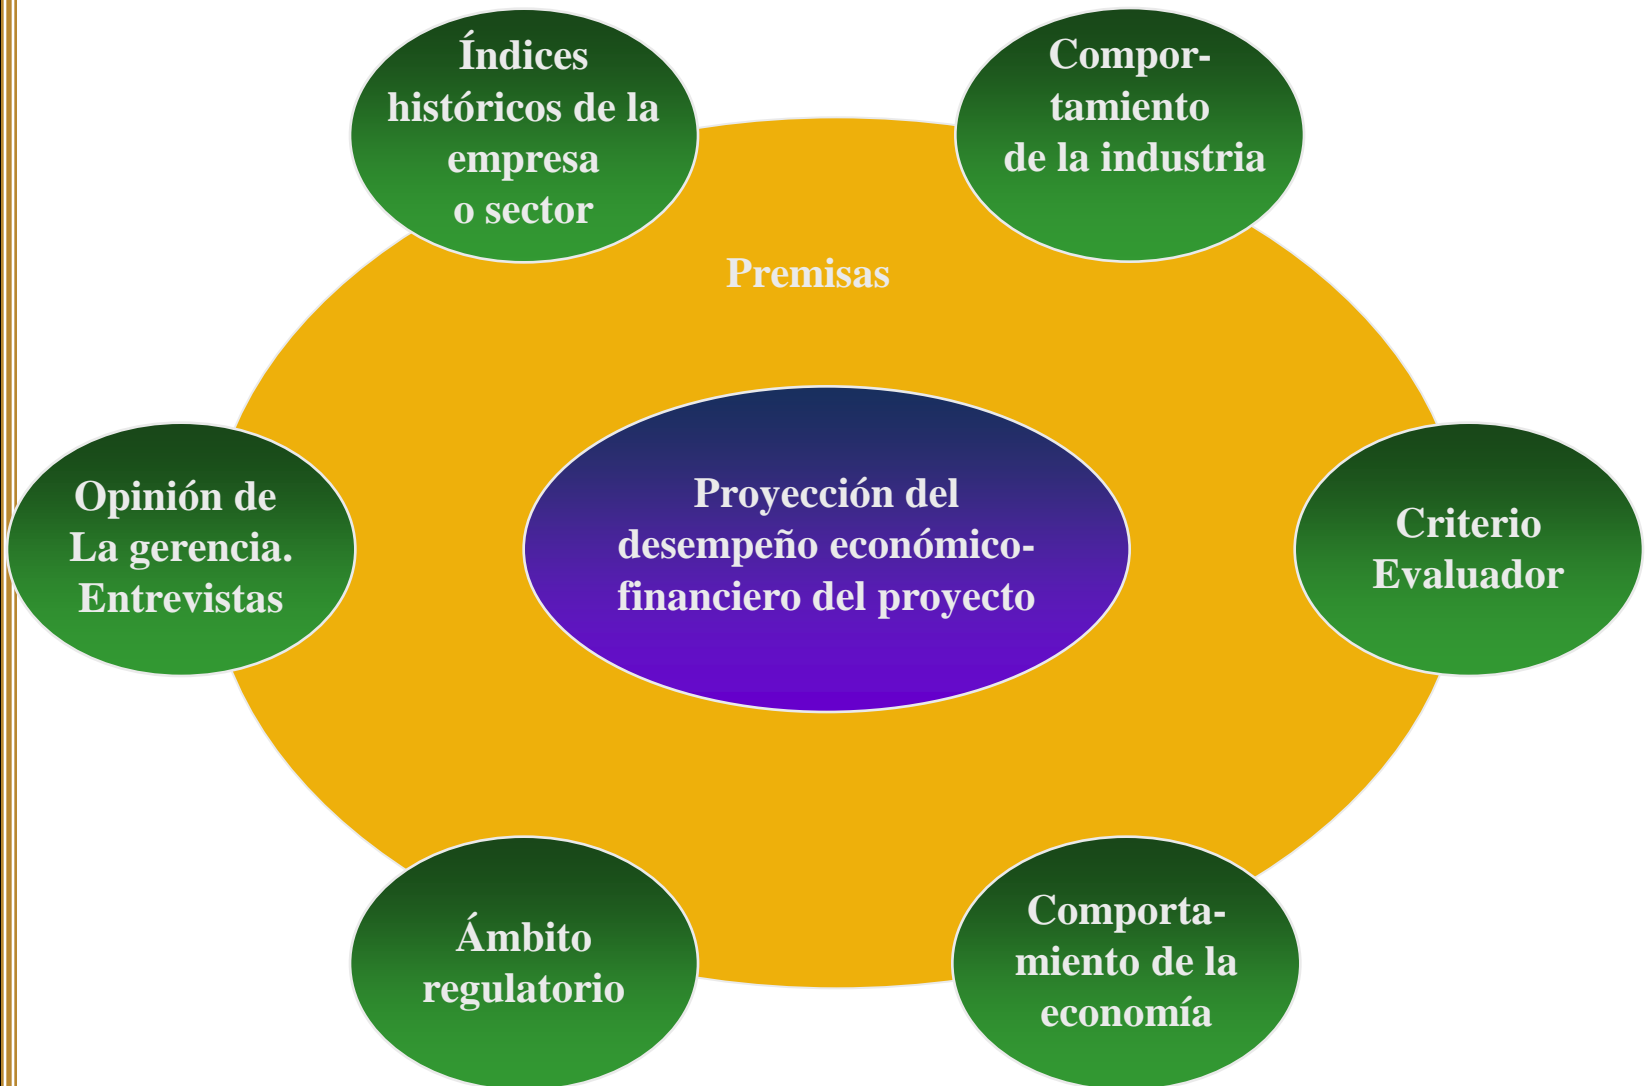 Índices
históricos de la
empresa
o sector
Compor-
tamiento
de la industria
Premisas
Opinión de
La gerencia.
Entrevistas
Proyección del
desempeño económico-
financiero del proyecto
Criterio
Evaluador
Ámbito
regulatorio
Comporta-
miento de la
economía